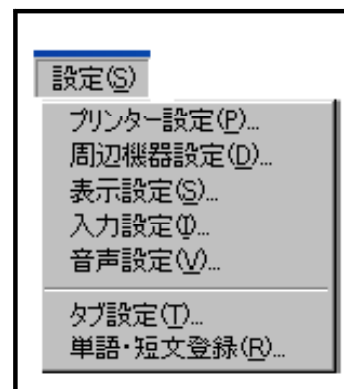 設定(S)
プリンター設定(P)...
周辺機器設定(D)...
表示設定(S)...
入力設定(I)...
音声設定(V)...
タブ設定(T)...
単語・短文登録(R)...